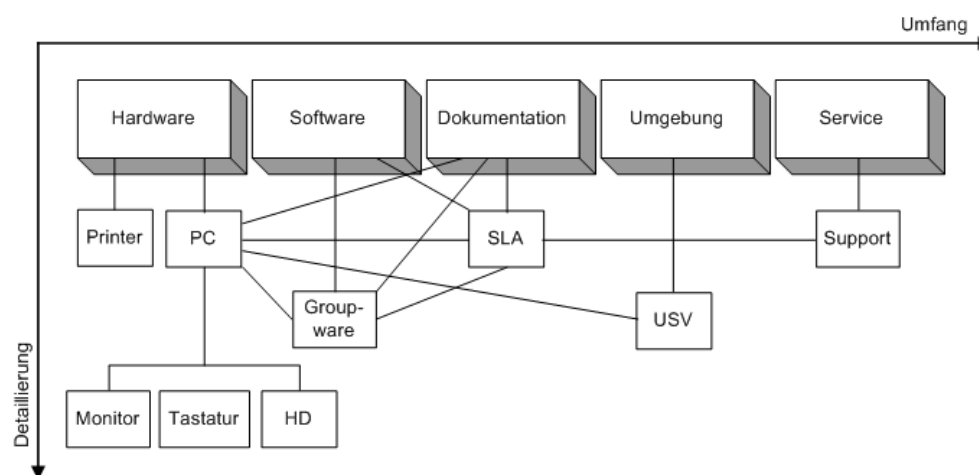 Umfang
Hardware
Software
Dokumentation
Umgebung
Service
Printer
PC
SLA
Support
Group-
ware
USV
Detaillierung
Monitor
Tastatur
HD